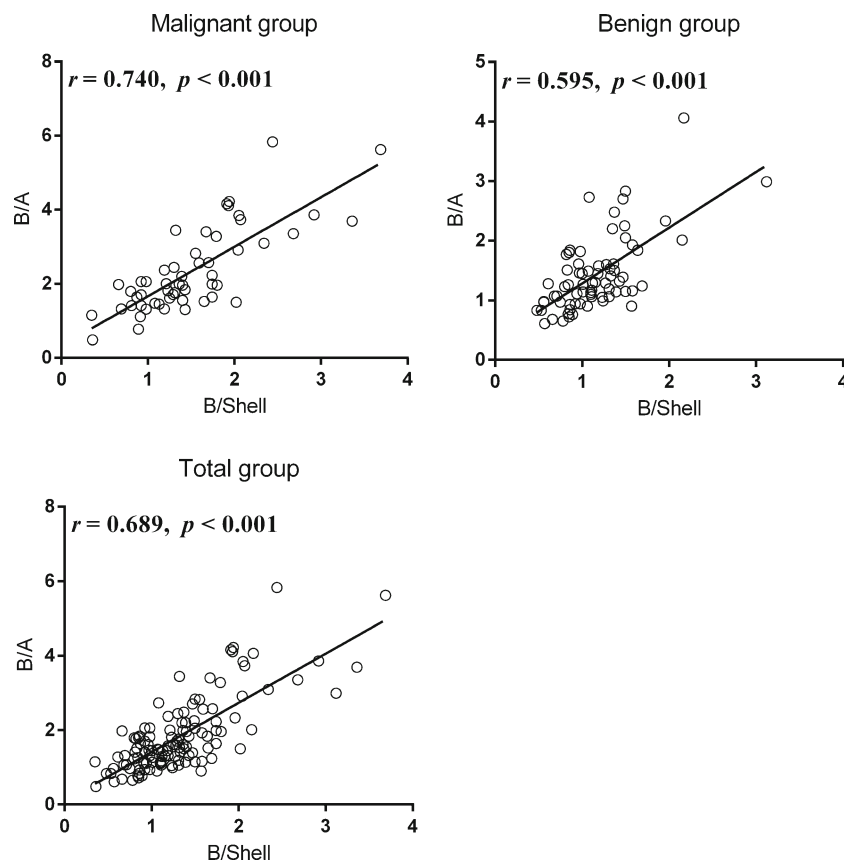 Malignant group
r = 0.740, p < 0.001
8
6
4
2
0
B/A
0 1 2 3 4
B/Shell
Benign group
r = 0.595, p < 0.001
5
4
3
2
1
0
B/A
0 1 2 3 4
B/Shell
Total group
r = 0.689, p < 0.001
8
6
4
2
0
B/A
0 1 2 3 4
B/Shell